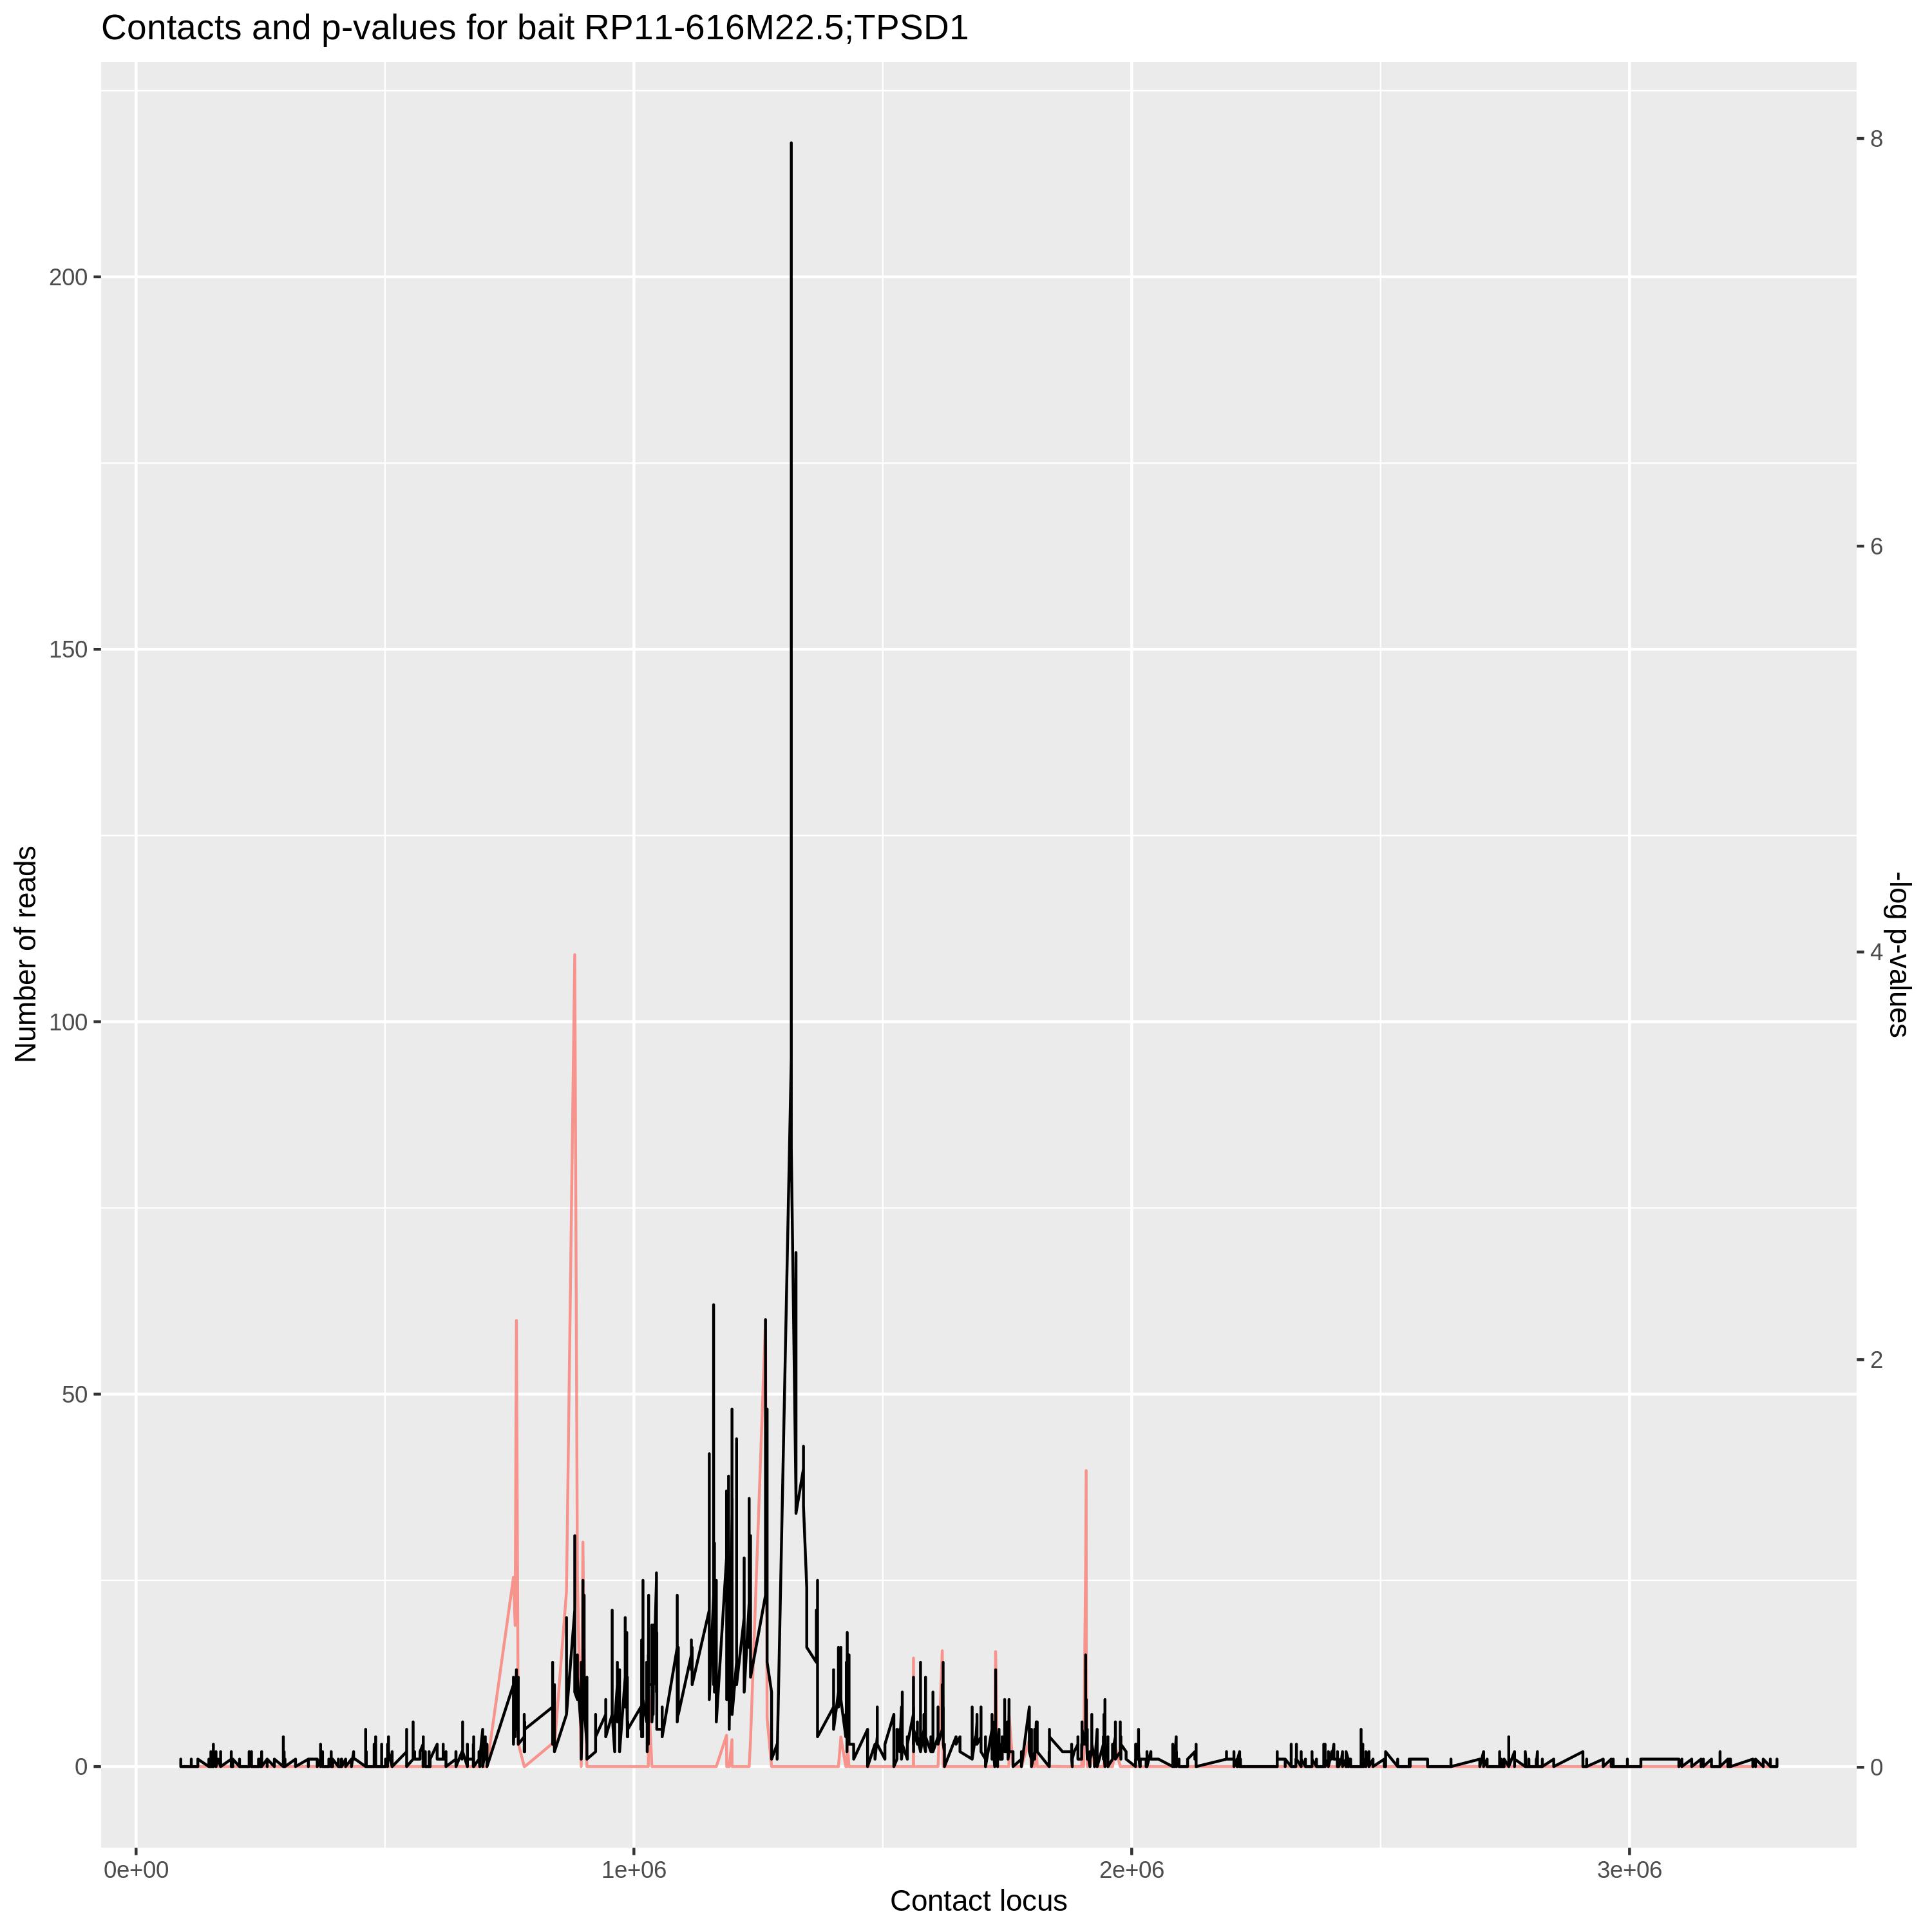 Contacts and p-values for bait RP11-616M22.5;TPSD1
Number of reads
200
150
100
50
0
8
6
4
2
0
-log p-values
0e+00
1e+06
2e+06
3e+06
Contact locus